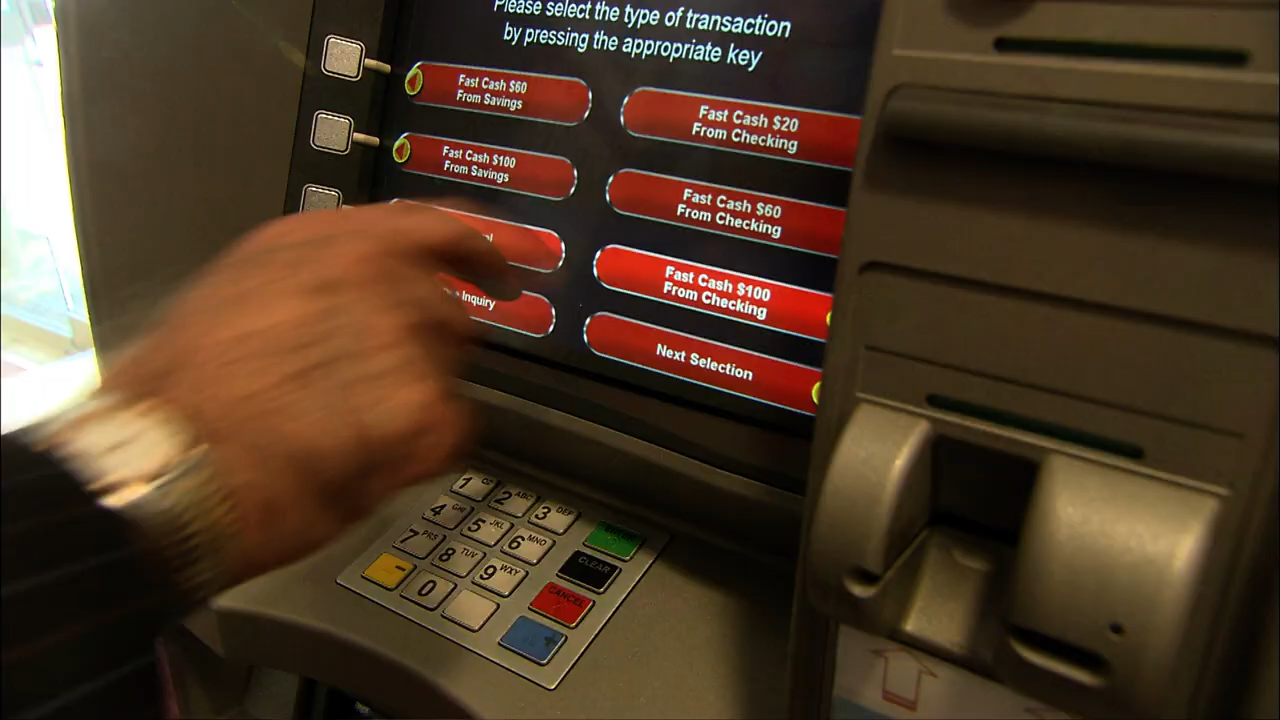 Please select the type of transaction
by pressing the appropriate key
Fast Cash $60
From Savings
Fast Cash $20
From Checking
Fast Cash $100
From Savings
Fast Cash $60
From Checking
Fast Cash $100
From Checking
Inquiry
Next Selection
1
2 ABC
3 DEF
4 GHI
5 JKL
6 MNO
CLEAR
7 PRS
8 TUV
9 WXY
CANCEL
-
0
+